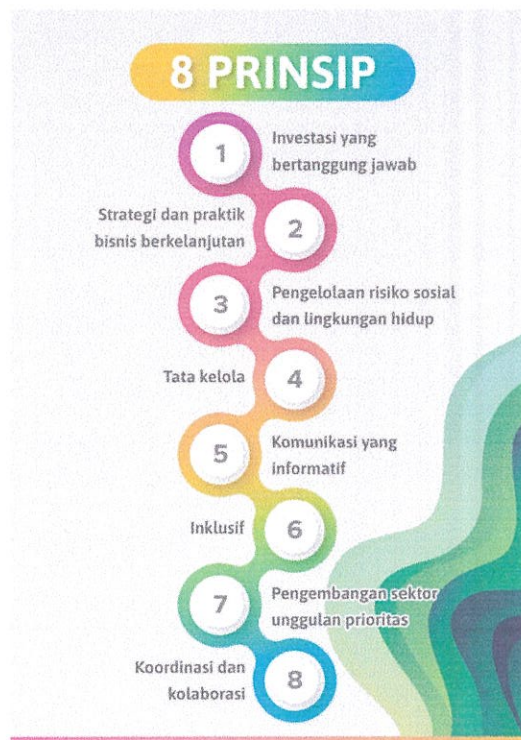 8 PRINSIP
1
Investasi yang
bertanggung jawab
Strategi dan praktik
bisnis berkelanjutan
2
3
Pengelolaan risiko sosial
dan lingkungan hidup
Tata kelola
4
5
Komunikasi yang
informatif
Inklusif
6
7
Pengembangan sektor
unggulan prioritas
Koordinasi dan
kolaborasi
8